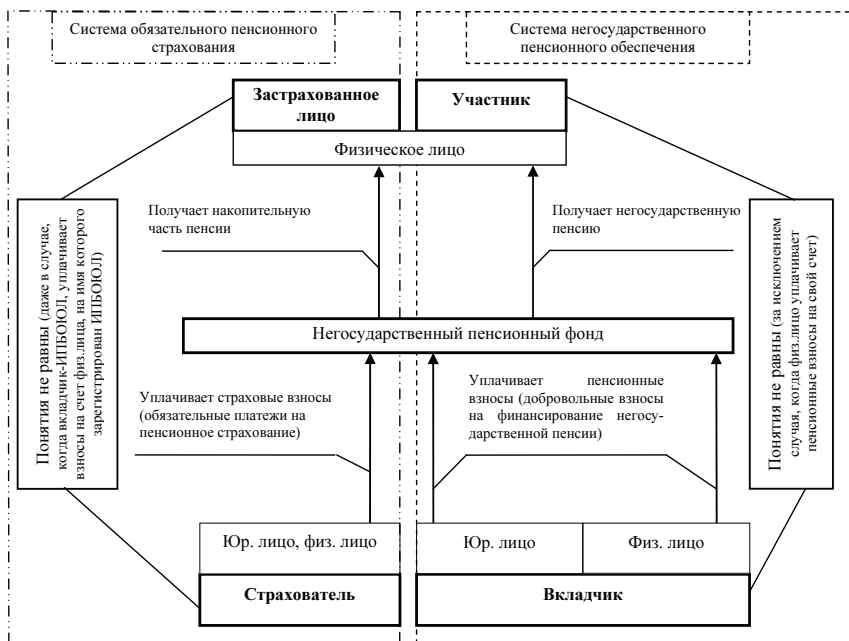 Система обязательного пенсионного
страхования
Система негосударственного
пенсионного обеспечения
Застрахованное
лицо
Участник
Физическое лицо
Получает накопительную
часть пенсии
Получает негосударственную
пенсию
Понятия не равны (даже в случае,
когда вкладчик-ИПБОЮЛ, уплачивает
взносы на счет физ.лица, на имя которого
зарегистрирован ИПБОЮЛ)
Понятия не равны (за исключением
случая, когда физ.лицо уплачивает
пенсионные взносы на свой счет)
Негосударственный пенсионный фонд
Уплачивает страховые взносы
(обязательные платежи на
пенсионное страхование)
Уплачивает пенсионные
взносы (добровольные взносы
на финансирование негосу-
дарственной пенсии)
Юр. лицо, физ. лицо
Юр. лицо
Физ. лицо
Страхователь
Вкладчик